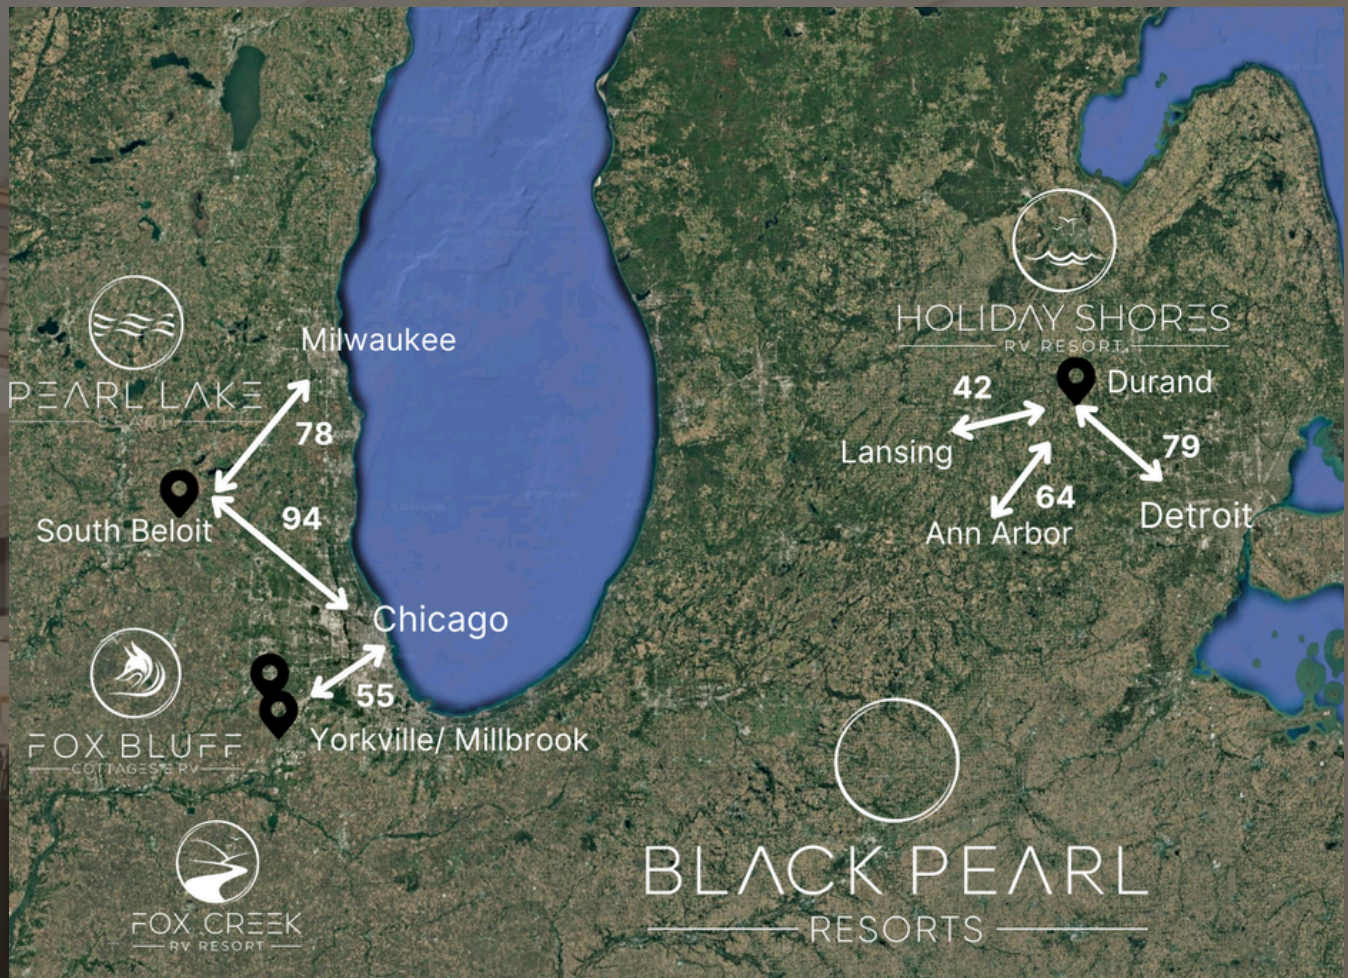 Milwaukee
PEARL LAKE
78
South Beloit
94
Chicago
55
Yorkville/ Millbrook
FOX BLUFF
COTTAGES & RV
FOX CREEK
RV RESORT
HOLIDAY SHORES
RV RESORT
Durand
42
Lansing
79
64
Ann Arbor
Detroit
BLACK PEARL
RESORTS